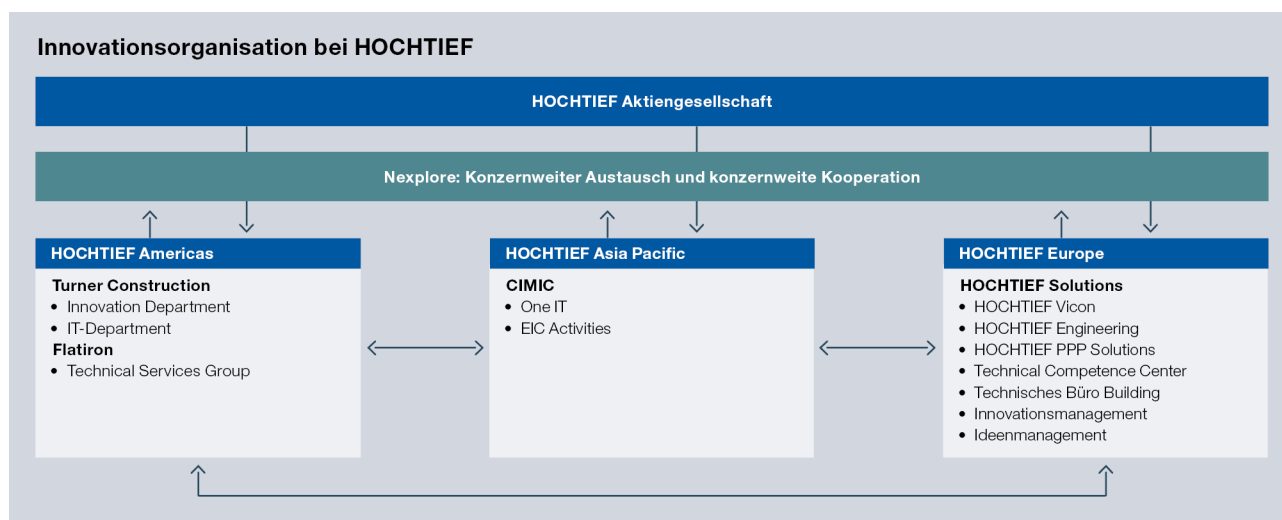 Innovationsorganisation bei HOCHTIEF
HOCHTIEF Aktiengesellschaft
Nexplore: Konzernweiter Austausch und konzernweite Kooperation
HOCHTIEF Americas
Turner Construction
• Innovation Department
• IT-Department
Flatiron
• Technical Services Group
HOCHTIEF Asia Pacific
CIMIC
• One IT
• EIC Activities
HOCHTIEF Europe
HOCHTIEF Solutions
• HOCHTIEF Vicon
• HOCHTIEF Engineering
• HOCHTIEF PPP Solutions
• Technical Competence Center
• Technisches Büro Building
• Innovationsmanagement
• Ideenmanagement